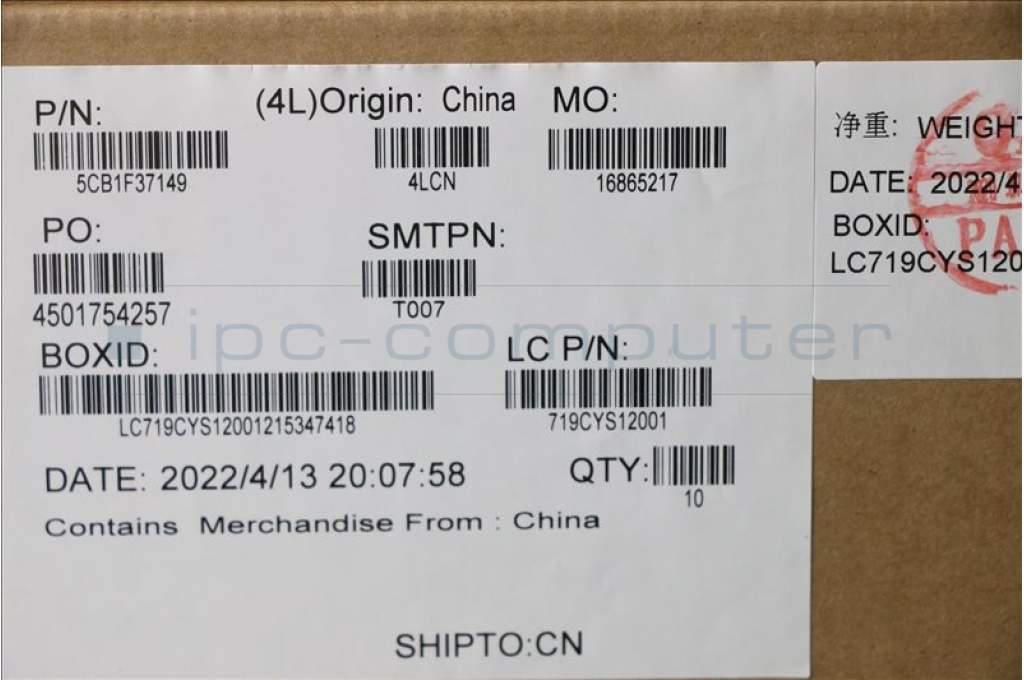 P/N: (4L)Origin: China MO:
5CB1F37149 4LCN 16865217
PO: SMTPN:
4501754257 T007
ipc-computer
BOXID: LC P/N:
LC719CYS12001215347418 719CYS12001
DATE: 2022/4/13 20:07:58 QTY:
10
Contains Merchandise From : China
SHIPTO:CN
净重: WEIGHT
DATE: 2022/4
BOXID:
LC719CYS120
PA